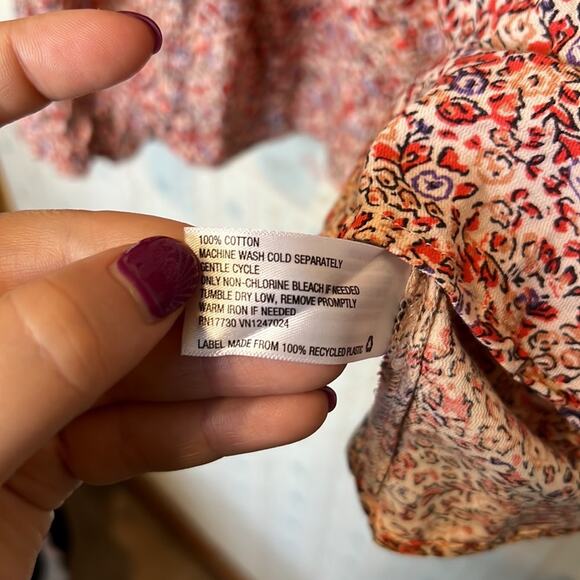 100% COTTON
MACHINE WASH COLD SEPARATELY
GENTLE CYCLE
ONLY NON-CHLORINE BLEACH IF NEEDED
TUMBLE DRY LOW, REMOVE PROMPTLY
WARM IRON IF NEEDED
RN17730 VN1247024
LABEL MADE FROM 100% RECYCLED PLASTIC